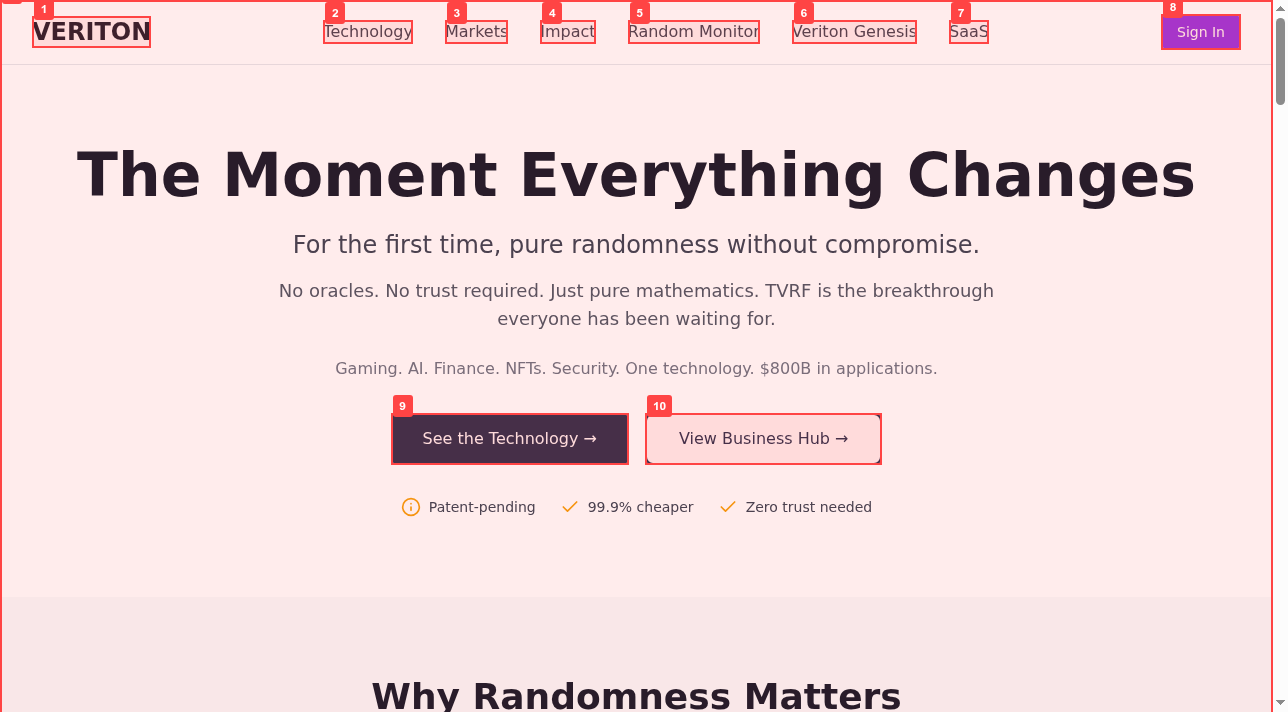 1
2
3
4
5
6
7
8
VERITON
Technology
Markets
Impact
Random Monitor
Veriton Genesis
SaaS
Sign In
The Moment Everything Changes
For the first time, pure randomness without compromise.
No oracles. No trust required. Just pure mathematics. TVRF is the breakthrough
everyone has been waiting for.
Gaming. AI. Finance. NFTs. Security. One technology. $800B in applications.
9
10
See the Technology →
View Business Hub →
Patent-pending
99.9% cheaper
Zero trust needed
Why Randomness Matters